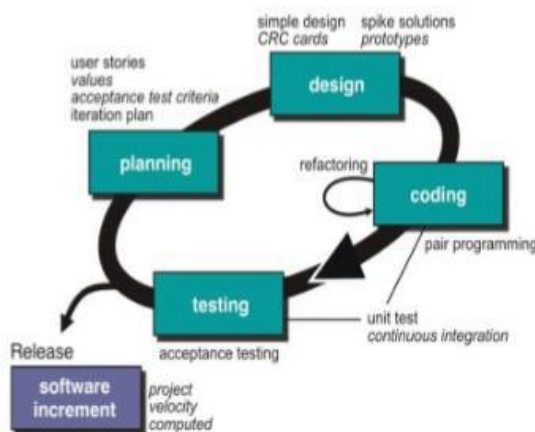 simple design
CRC cards
spike solutions
prototypes
user stories
values
acceptance test criteria
iteration plan
design
planning
refactoring
coding
pair programming
testing
acceptance testing
unit test
continuous integration
Release
software
increment
project
velocity
computed